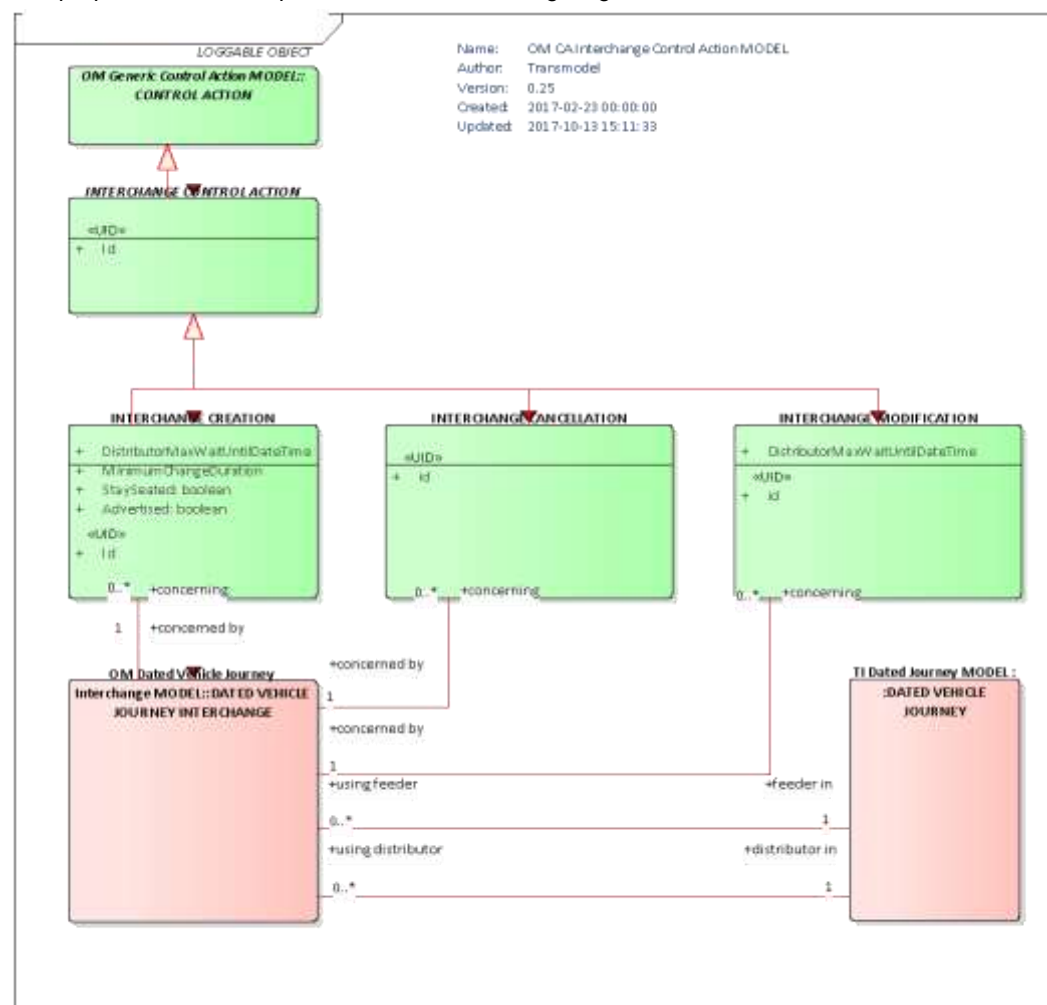 LOGGABLE OBJECT
OM Generic Control Action MODEL::
CONTROL ACTION
Name: OM CA Interchange Control Action MODEL
Author: Transmodel
Version: 0.25
Created: 2017-02-23 00:00:00
Updated: 2017-10-13 15:11:33
INTERCHANGE CONTROL ACTION
«UID»
+ Id
INTERCHANGE CREATION
+ DistributorMaxWaitUntilDateTime
+ MinimumChangeDuration
+ StaySeated: boolean
+ Advertised: boolean
«UID»
+ Id
0..* +concerning
1 +concerned by
INTERCHANGE CANCELLATION
«UID»
+ id
0..* +concerning
INTERCHANGE MODIFICATION
+ DistributorMaxWaitUntilDateTime
«UID»
+ id
0..* +concerning
OM Dated Vehicle Journey
Interchange MODEL::DATED VEHICLE
JOURNEY INTERCHANGE
+concerned by
1
+concerned by
1
+using feeder
0..*
+using distributor
0..*
+feeder in
1
+distributor in
1
TI Dated Journey MODEL :
:DATED VEHICLE
JOURNEY